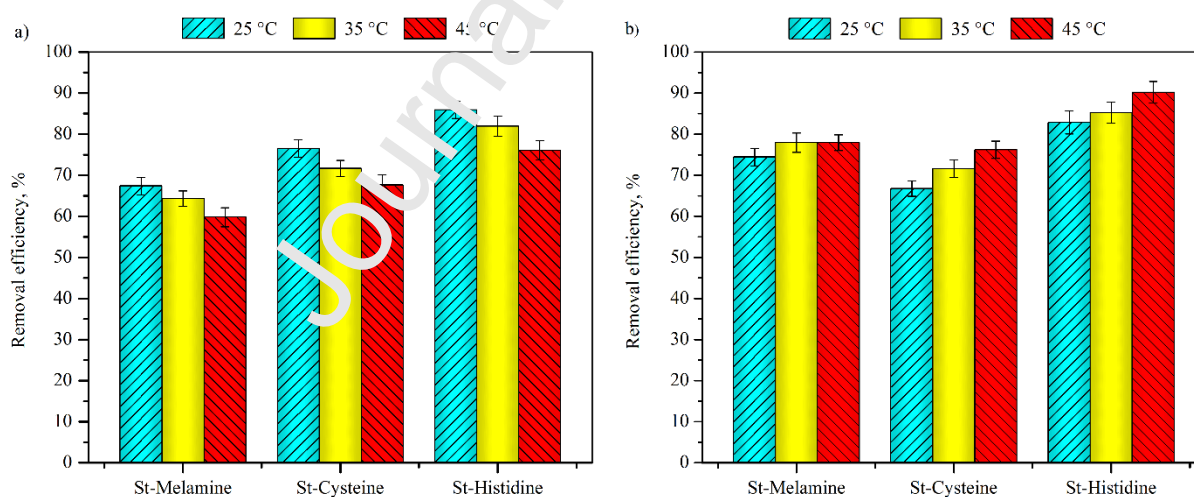 a)
25 °C
35 °C
45 °C
Removal efficiency, %
100
90
80
70
60
50
40
30
20
10
0
St-Melamine
St-Cysteine
St-Histidine
b)
25 °C
35 °C
45 °C
Removal efficiency, %
100
90
80
70
60
50
40
30
20
10
0
St-Melamine
St-Cysteine
St-Histidine